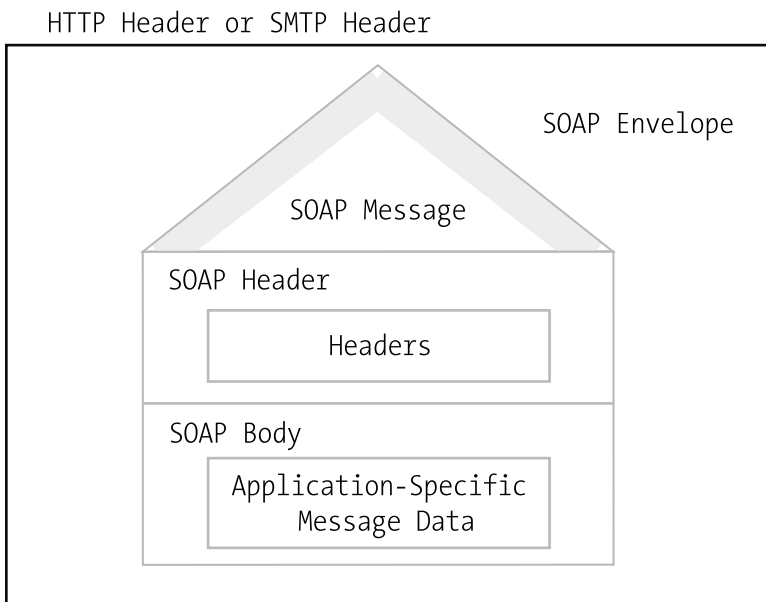 HTTP Header or SMTP Header
SOAP Envelope
SOAP Message
SOAP Header
Headers
SOAP Body
Application-Specific
Message Data